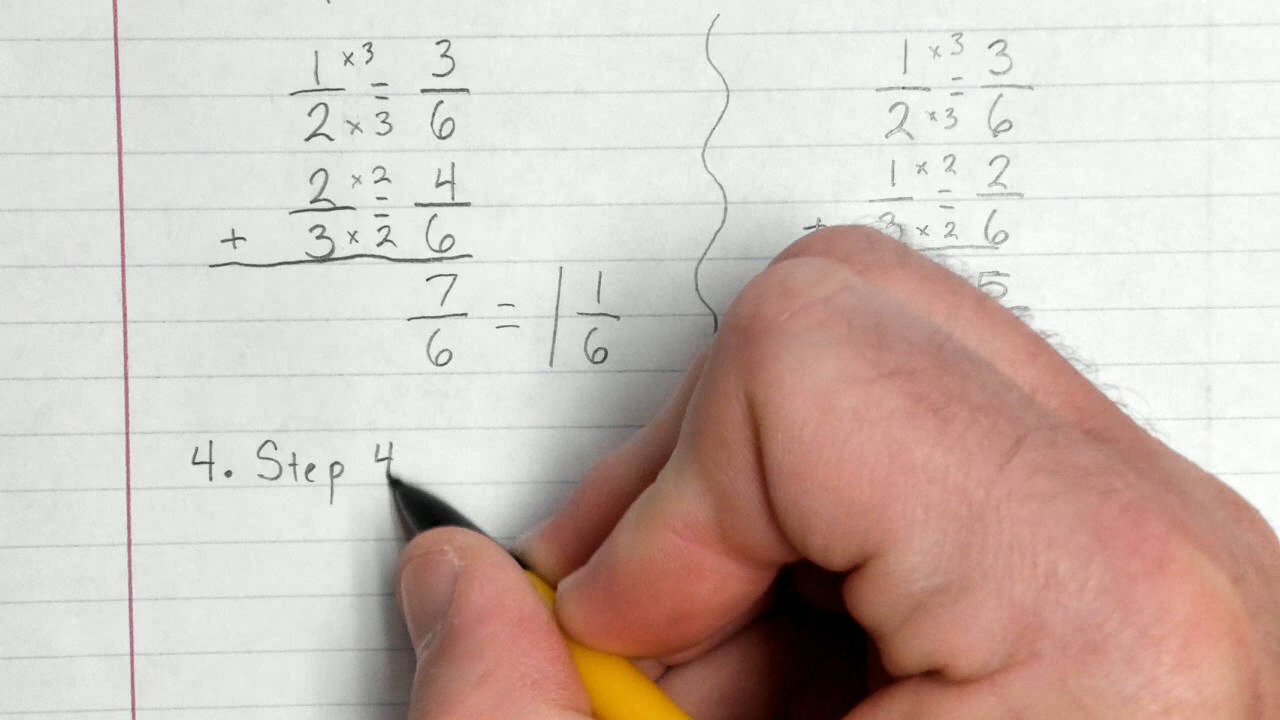 1 ×3 = 3
2 ×3 6
2 ×2 = 4
+ 3 ×2 6
7 = 1 1
6 6
1 ×3 = 3
2 ×3 6
1 ×2 = 2
+ 3 ×2 6
5
4. Step 4